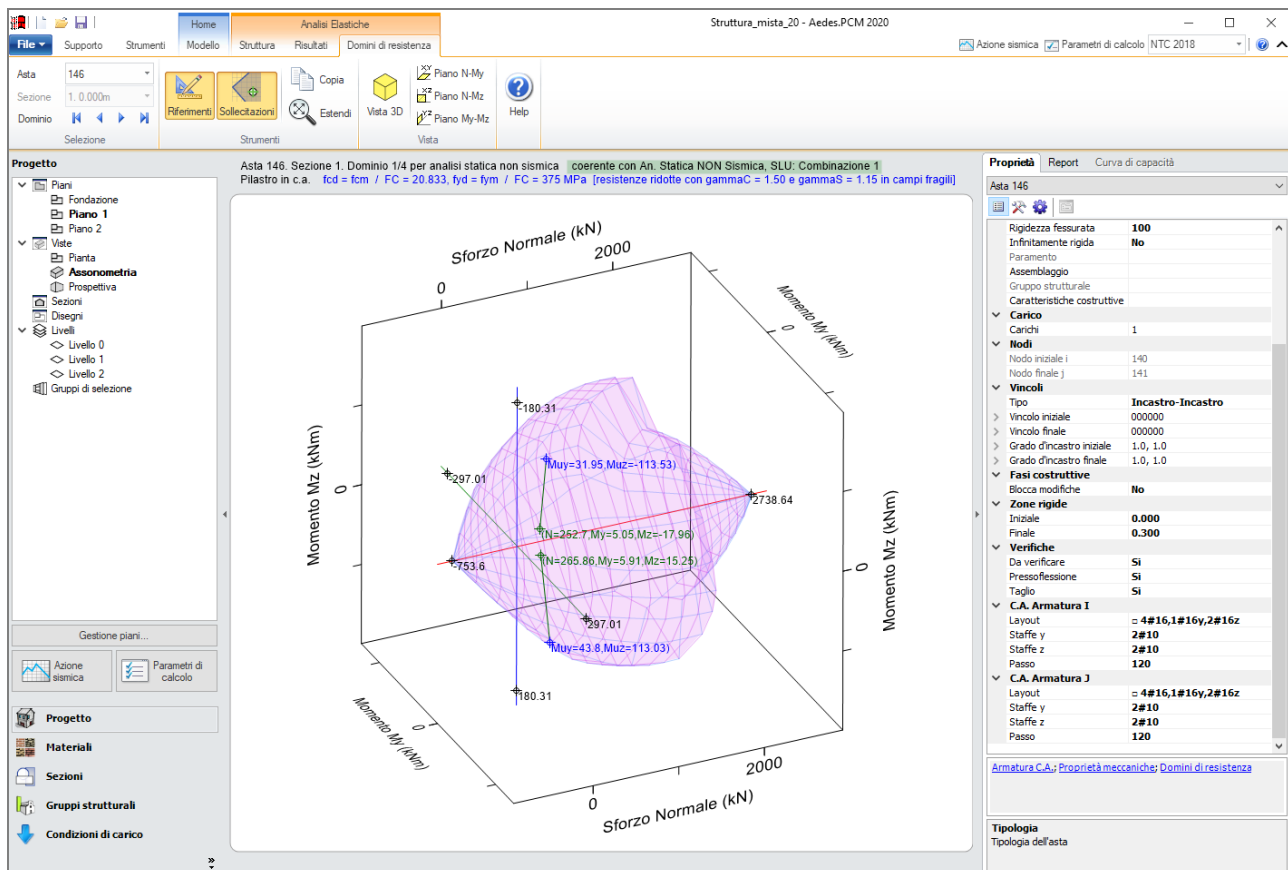 Struttura_mista_20 - Aedes.PCM 2020
Home
Analisi Elastiche
File
Supporto
Strumenti
Modello
Struttura
Risultati
Domini di resistenza
Azione sismica
Parametri di calcolo
NTC 2018
Asta
146
Sezione
1. 0.000m
Dominio
Selezione
Riferimenti
Sollecitazioni
Copia
Estendi
Strumenti
Vista 3D
XY
Piano N-My
XZ
Piano N-Mz
YZ
Piano My-Mz
Vista
Help
Progetto
Piani
Fondazione
Piano 1
Piano 2
Viste
Pianta
Assonometria
Prospettiva
Sezioni
Disegni
Livelli
Livello 0
Livello 1
Livello 2
Gruppi di selezione
Gestione piani...
Azione sismica
Parametri di calcolo
Progetto
Materiali
Sezioni
Gruppi strutturali
Condizioni di carico
Asta 146. Sezione 1. Dominio 1/4 per analisi statica non sismica coerente con An. Statica NON Sismica, SLU: Combinazione 1
Pilastro in c.a. fcd = fcm / FC = 20.833, fyd = fym / FC = 375 MPa [resistenze ridotte con gammaC = 1.50 e gammaS = 1.15 in campi fragili]
Sforzo Normale (kN)
0
2000
Momento My (kNm)
0
Momento Mz (kNm)
0
-180.31
-297.01
Muy=31.95,Muz=-113.53)
2738.64
(N=252.7,My=5.05,Mz=-17.96)
(N=265.86,My=5.91,Mz=15.25)
-753.6
297.01
Muy=43.8,Muz=113.03)
180.31
Momento Mz (kNm)
0
Momento My (kNm)
0
Sforzo Normale (kN)
0
2000
Proprietà
Report
Curva di capacità
Asta 146
Rigidezza fessurata 100
Infinitamente rigida No
Paramento
Assemblaggio
Gruppo strutturale
Caratteristiche costruttive
Carico
Carichi 1
Nodi
Nodo iniziale i 140
Nodo finale j 141
Vincoli
Tipo Incastro-Incastro
Vincolo iniziale 000000
Vincolo finale 000000
Grado d'incastro iniziale 1.0, 1.0
Grado d'incastro finale 1.0, 1.0
Fasi costruttive
Blocca modifiche No
Zone rigide
Iniziale 0.000
Finale 0.300
Verifiche
Da verificare Si
Pressoflessione Si
Taglio Si
C.A. Armatura I
Layout □ 4#16,1#16y,2#16z
Staffe y 2#10
Staffe z 2#10
Passo 120
C.A. Armatura J
Layout □ 4#16,1#16y,2#16z
Staffe y 2#10
Staffe z 2#10
Passo 120
Armatura C.A.; Proprietà meccaniche; Domini di resistenza
Tipologia
Tipologia dell'asta